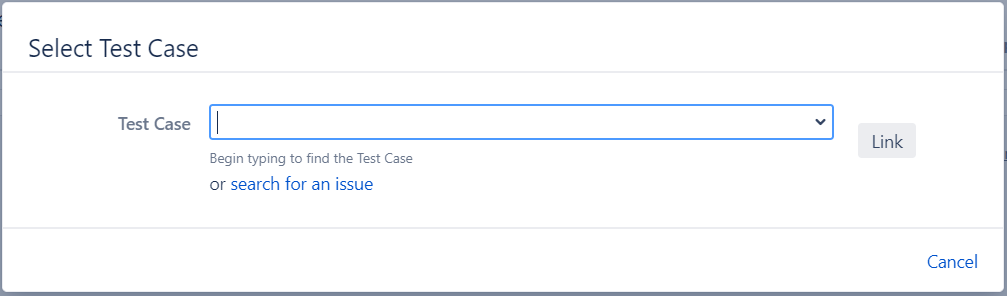 Select Test Case
Test Case
Link
Begin typing to find the Test Case
or search for an issue
Cancel